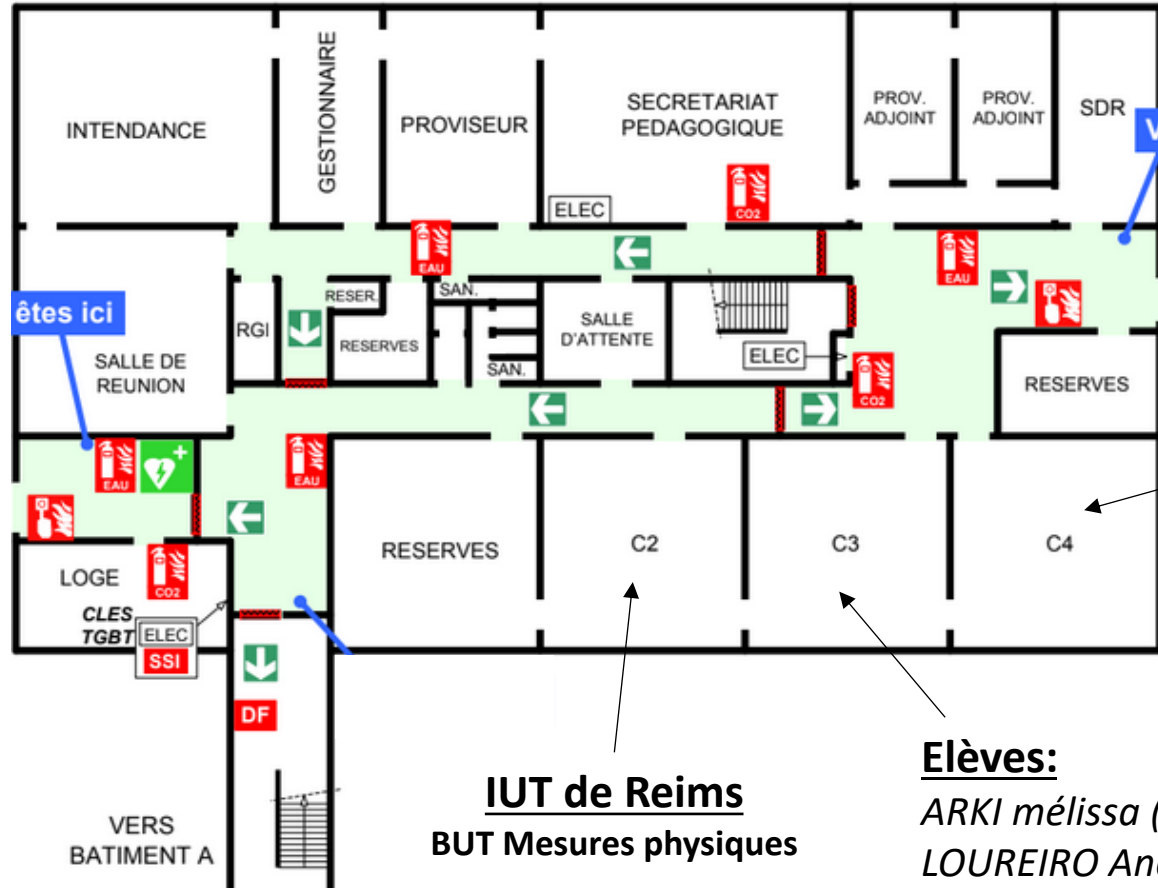 INTENDANCE
GESTIONNAIRE
PROVISEUR
SECRETARIAT
PEDAGOGIQUE
PROV.
ADJOINT
PROV.
ADJOINT
SDR
V
ELEC
CO2
EAU
EAU
êtes ici
SALLE DE
REUNION
RGI
RESER.
RESERVES
SAN.
SAN.
SALLE
D'ATTENTE
ELEC
CO2
RESERVES
EAU
EAU
LOGE
CO2
CLES
TGBT
ELEC
SSI
RESERVES
C2
C3
C4
DF
VERS
BATIMENT A
IUT de Reims
BUT Mesures physiques
Elèves:
ARKI mélissa (
LOUREIRO